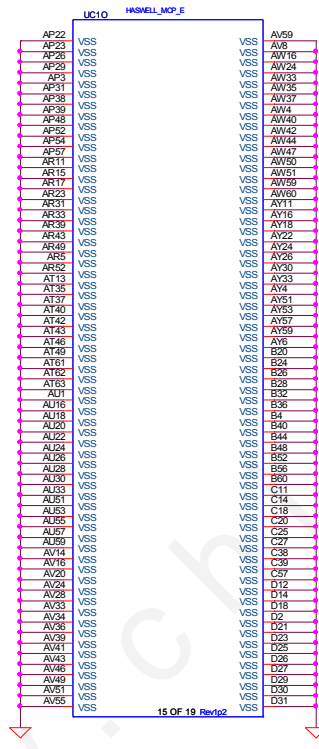 UC1O HASWELL_MCP_E
AP22 VSS VSS AV59
AP23 VSS VSS AV8
AP26 VSS VSS AW16
AP29 VSS VSS AW24
AP3 VSS VSS AW33
AP31 VSS VSS AW35
AP38 VSS VSS AW37
AP39 VSS VSS AW4
AP48 VSS VSS AW40
AP52 VSS VSS AW42
AP54 VSS VSS AW44
AP57 VSS VSS AW47
AR11 VSS VSS AW50
AR15 VSS VSS AW51
AR17 VSS VSS AW59
AR23 VSS VSS AW60
AR31 VSS VSS AY11
AR33 VSS VSS AY16
AR39 VSS VSS AY18
AR43 VSS VSS AY22
AR49 VSS VSS AY24
AR5 VSS VSS AY26
AR52 VSS VSS AY30
AT13 VSS VSS AY33
AT35 VSS VSS AY4
AT37 VSS VSS AY51
AT40 VSS VSS AY53
AT42 VSS VSS AY57
AT43 VSS VSS AY59
AT46 VSS VSS AY6
AT49 VSS VSS B20
AT61 VSS VSS B24
AT62 VSS VSS B26
AT63 VSS VSS B28
AU1 VSS VSS B32
AU16 VSS VSS B36
AU18 VSS VSS B4
AU20 VSS VSS B40
AU22 VSS VSS B44
AU24 VSS VSS B48
AU26 VSS VSS B52
AU28 VSS VSS B56
AU30 VSS VSS B60
AU33 VSS VSS C11
AU51 VSS VSS C14
AU53 VSS VSS C18
AU55 VSS VSS C20
AU57 VSS VSS C25
AU59 VSS VSS C27
AV14 VSS VSS C38
AV16 VSS VSS C39
AV20 VSS VSS C57
AV24 VSS VSS D12
AV28 VSS VSS D14
AV33 VSS VSS D18
AV34 VSS VSS D2
AV36 VSS VSS D21
AV39 VSS VSS D23
AV41 VSS VSS D25
AV43 VSS VSS D26
AV46 VSS VSS D27
AV49 VSS VSS D29
AV51 VSS VSS D30
AV55 VSS VSS D31
15 OF 19 Rev1p2